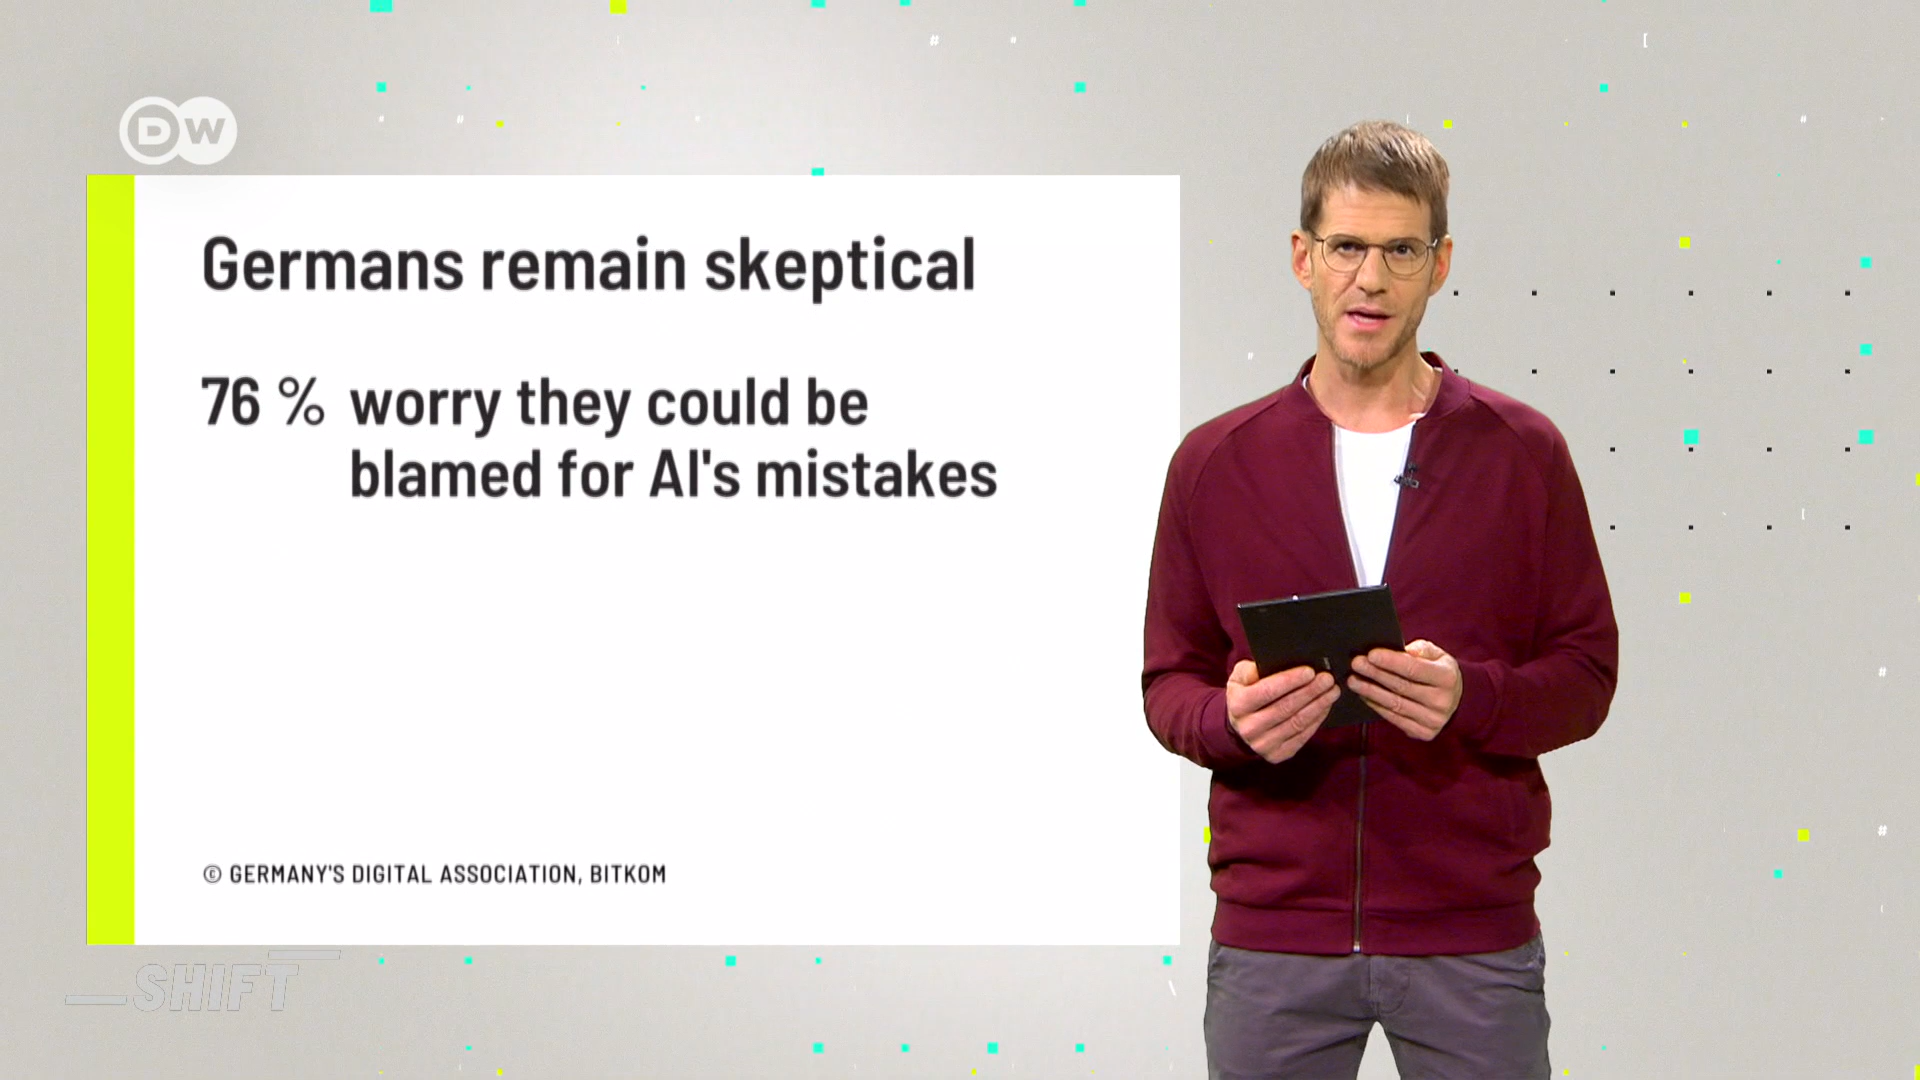 DW
Germans remain skeptical
76 % worry they could be
blamed for AI's mistakes
© GERMANY'S DIGITAL ASSOCIATION, BITKOM
SHIFT